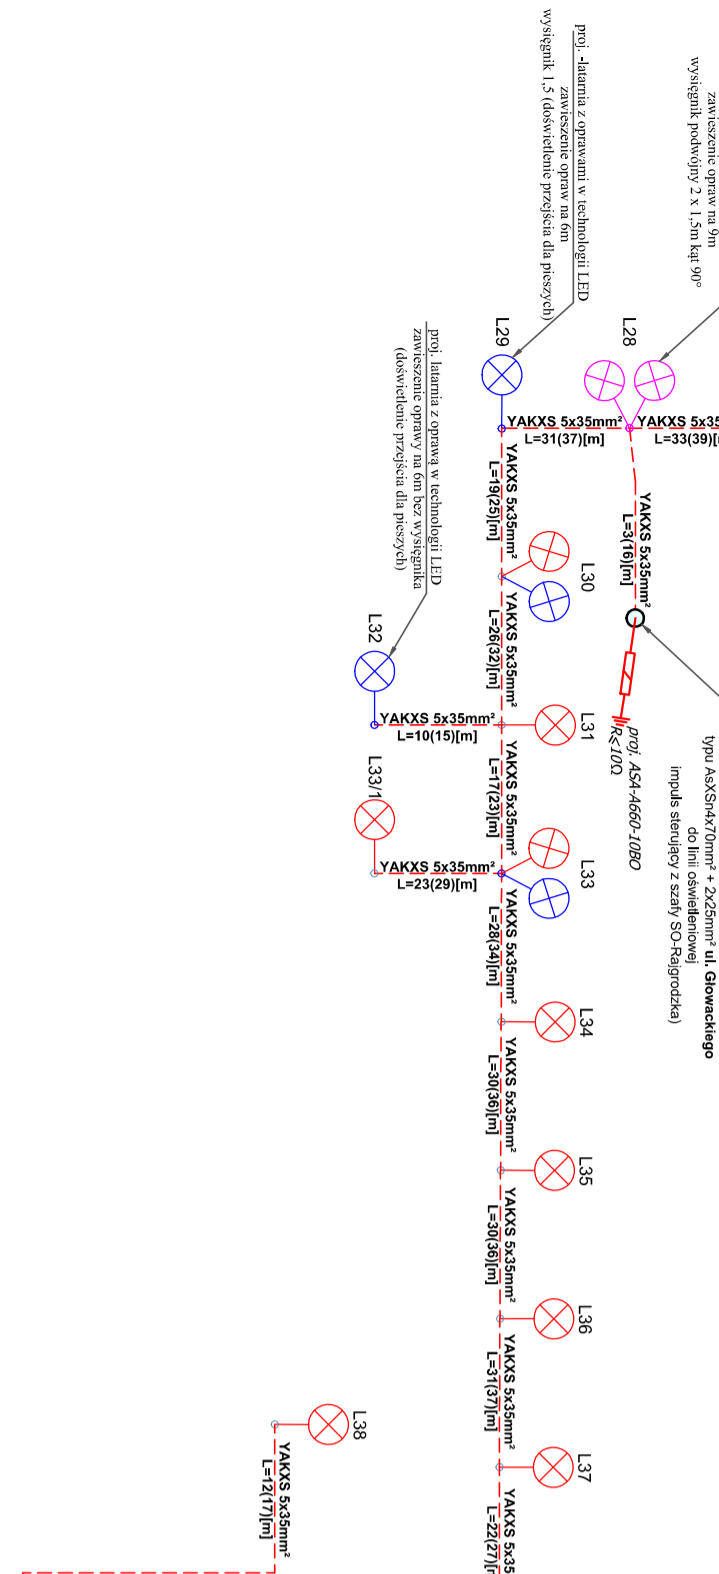 zawieszenie opraw na 9m
wysięgnik podwójny 2 x 1,5m kąt 90°
proj. -latarnia z oprawami w technologii LED
zawieszenie opraw na 6m
wysięgnik 1,5 (doświetlenie przejścia dla pieszych)
L28
L29
YAKXS 5x35mm²
L=31(37)[m]
YAKXS 5x35
L=33(39)[
YAKXS 5x35mm²
L=3(16)[m]
YAKXS 5x35mm²
L=19(25)[m]
proj. latarnia z oprawą w technologii LED
zawieszenie oprawy na 6m bez wysięgnika
(doświetlenie przejścia dla pieszych)
L30
YAKXS 5x35mm²
L=26(32)[m]
L32
YAKXS 5x35mm²
L=10(15)[m]
L31
proj. ASA-A660-10BO
R≤10Ω
typu AsXSn4x70mm² + 2x25mm² ul. Głowackiego
do linii oświetleniowej
impuls sterujący z szafy SO-Rajgrodzka)
YAKXS 5x35mm²
L=17(23)[m]
L33/1
YAKXS 5x35mm²
L=23(29)[m]
L33
YAKXS 5x35mm²
L=28(34)[m]
L34
YAKXS 5x35mm²
L=30(36)[m]
L35
YAKXS 5x35mm²
L=30(36)[m]
L36
YAKXS 5x35mm²
L=31(37)[m]
L37
YAKXS 5x35
L=22(27)[
L38
YAKXS 5x35mm²
L=12(17)[m]